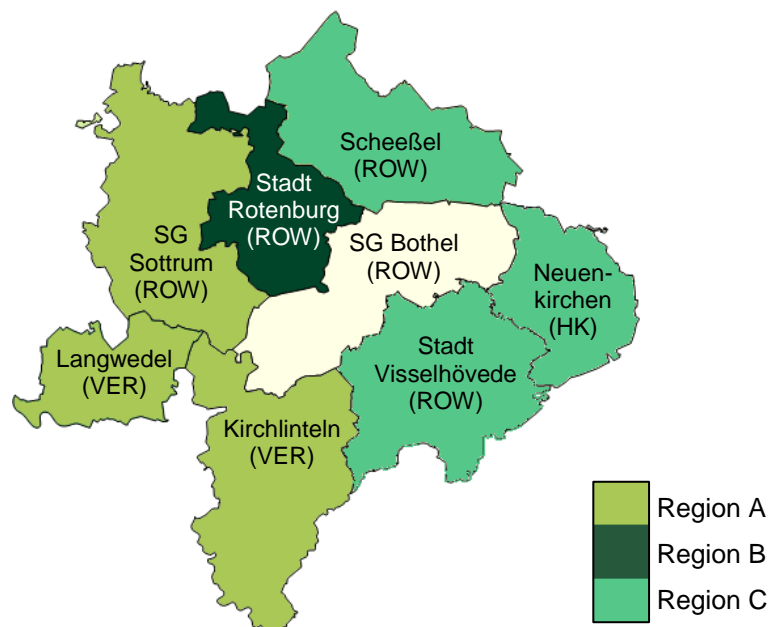 Scheeßel
(ROW)
Stadt
Rotenburg
(ROW)
SG
Sottrum
(ROW)
SG Bothel
(ROW)
Neuen-
kirchen
(HK)
Langwedel
(VER)
Stadt
Visselhövede
(ROW)
Kirchlinteln
(VER)
Region A
Region B
Region C